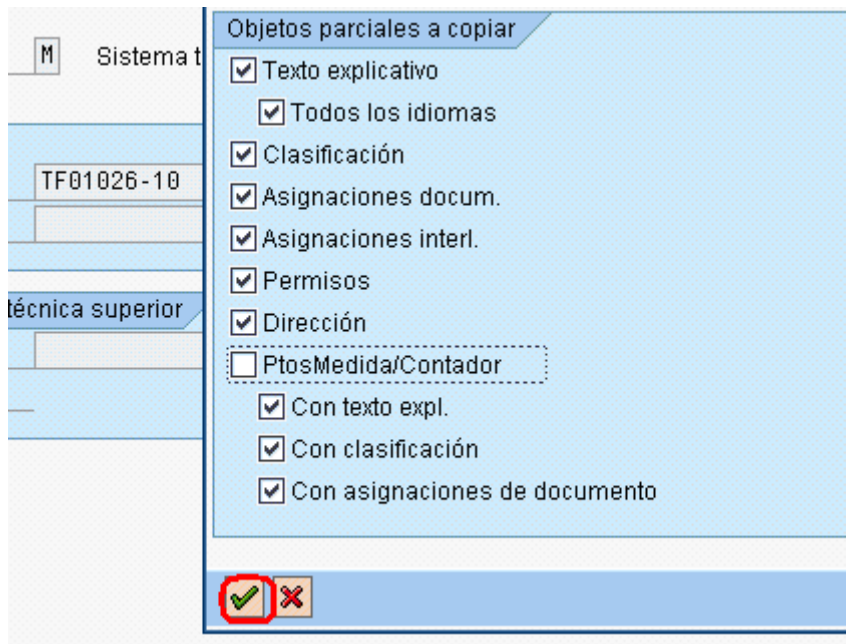 M Sistema t
TF01026-10
técnica superior
Objetos parciales a copiar
Texto explicativo
Todos los idiomas
Clasificación
Asignaciones docum.
Asignaciones interl.
Permisos
Dirección
PtosMedida/Contador
Con texto expl.
Con clasificación
Con asignaciones de documento